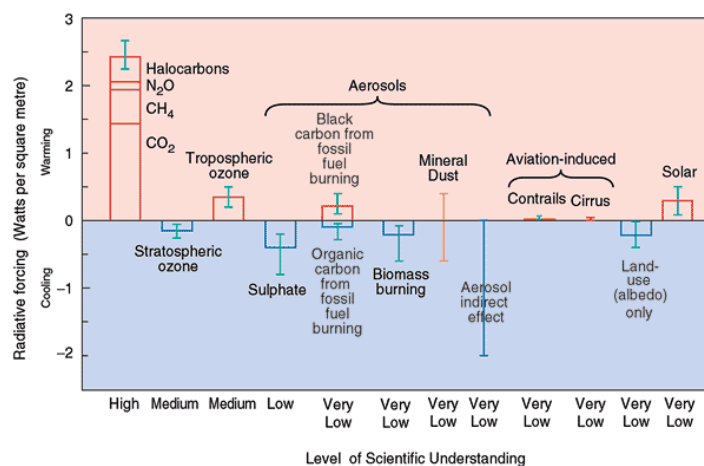 3
2
1
0
−1
−2
Radiative forcing (Watts per square metre)
Cooling
Warming
Halocarbons
N2O
CH4
CO2
Stratospheric
ozone
Tropospheric
ozone
Aerosols
Sulphate
Black
carbon from
fossil
fuel
burning
Organic
carbon
from
fossil
fuel
burning
Biomass
burning
Mineral
Dust
Aerosol
indirect
effect
Aviation-induced
Contrails
Cirrus
Land-
use
(albedo)
only
Solar
High
Medium
Medium
Low
Very
Low
Very
Low
Very
Low
Very
Low
Very
Low
Very
Low
Very
Low
Very
Low
Level of Scientific Understanding